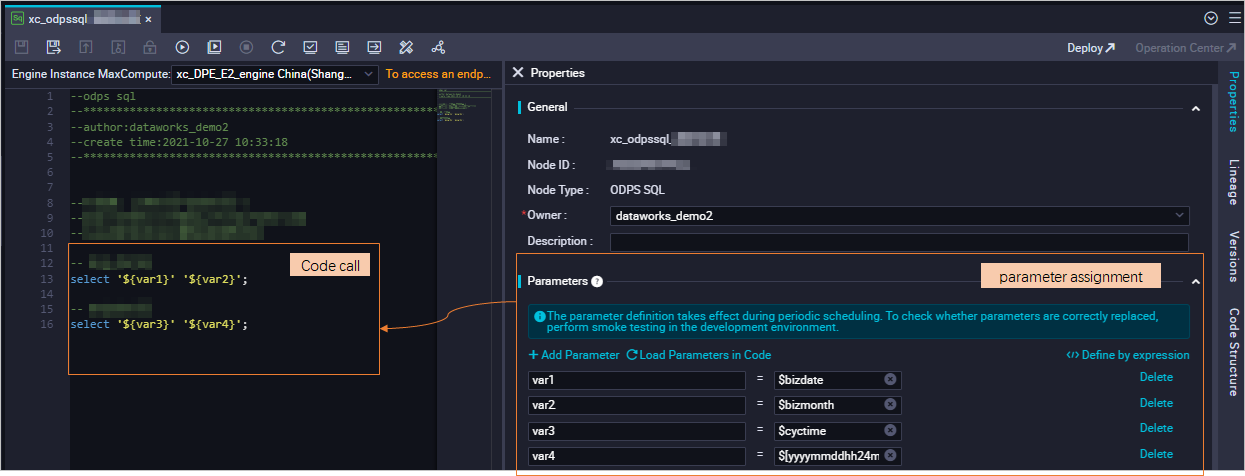 Sq xc_odpssql
Deploy
Operation Center
Engine Instance MaxCompute: xc_DPE_E2_engine China(Shang... To access an endp...
1 --odps sql
2 --******************************************************
3 --author:dataworks_demo2
4 --create time:2021-10-27 10:33:18
5 --******************************************************
6
7
8 --
9 --
10 --
11
12 --
Code call
13 select '${var1}' '${var2}';
14
15 --
16 select '${var3}' '${var4}';
Properties
General
Name : xc_odpssql_
Node ID :
Node Type : ODPS SQL
*Owner : dataworks_demo2
Description :
Parameters ?
parameter assignment
The parameter definition takes effect during periodic scheduling. To check whether parameters are correctly replaced,
perform smoke testing in the development environment.
+ Add Parameter Load Parameters in Code
</> Define by expression
var1 = $bizdate Delete
var2 = $bizmonth Delete
var3 = $cyctime Delete
var4 = $[yyyymmddhh24m Delete
Properties
Lineage
Versions
Code Structure